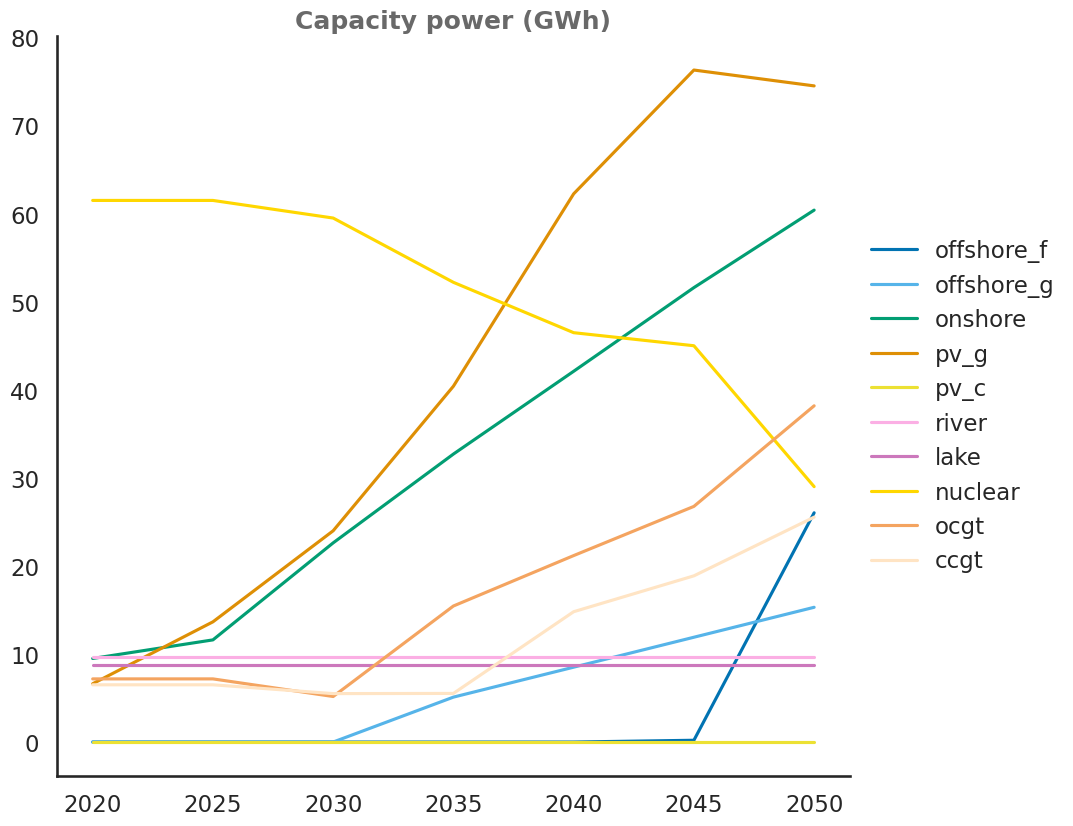 Capacity power (GWh)
80
70
60
50
40
30
20
10
0
2020 2025 2030 2035 2040 2045 2050
offshore_f
offshore_g
onshore
pv_g
pv_c
river
lake
nuclear
ocgt
ccgt